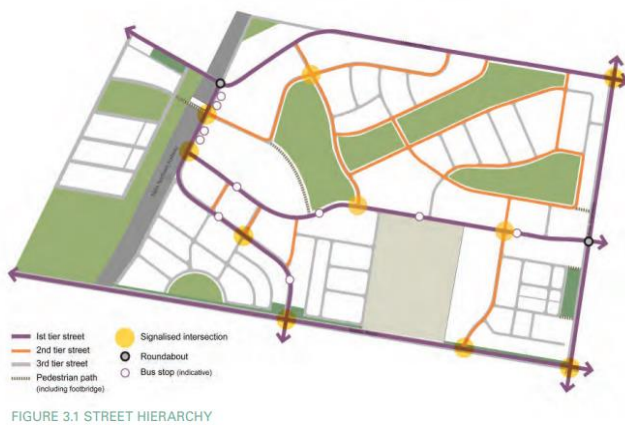 Ist tier street
2nd tier street
3rd tier street
Pedestrian path
(including footbridge)
Signalised intersection
Roundabout
Bus stop (indicative)
FIGURE 3.1 STREET HIERARCHY